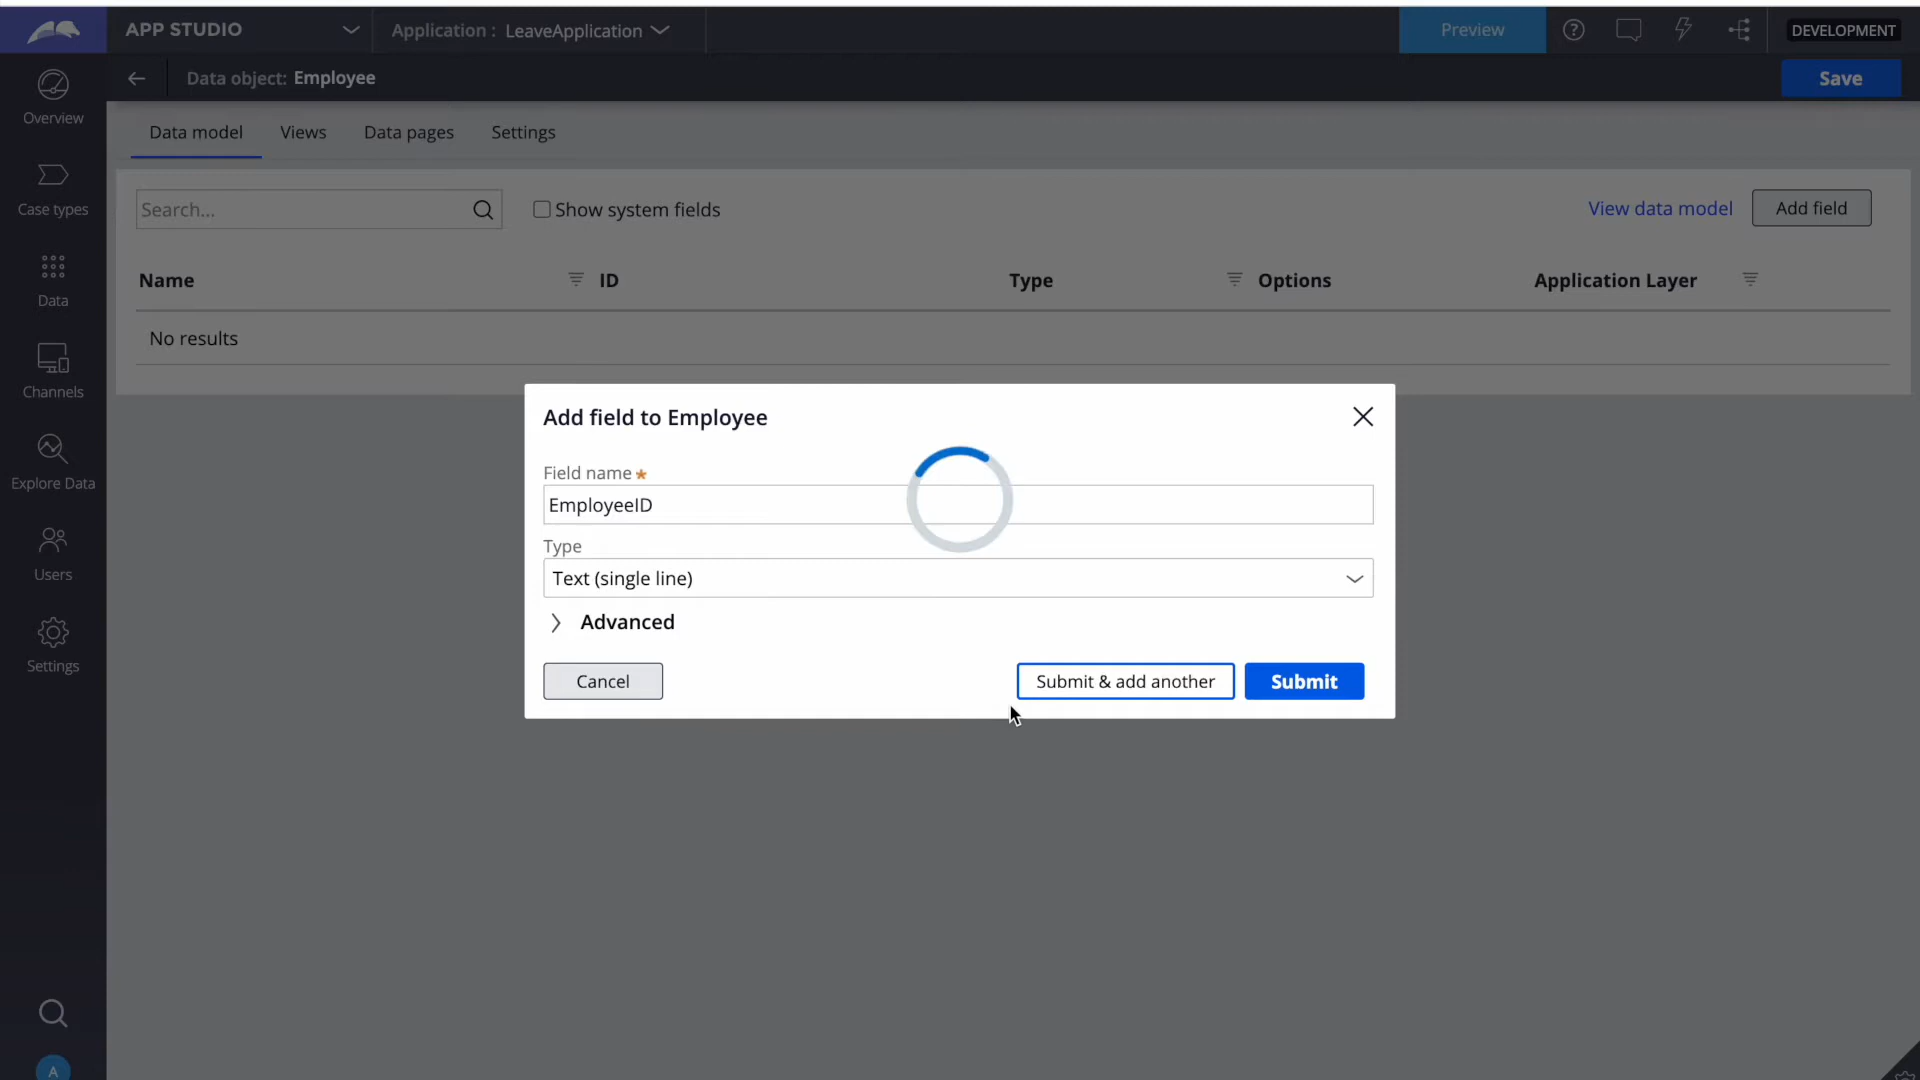 APP STUDIO
Application : LeaveApplication
Preview
DEVELOPMENT
Data object: Employee
Save
Overview
Case types
Data
Channels
Explore Data
Users
Settings
A
Data model Views Data pages Settings
Search...
Show system fields
View data model
Add field
Name ID Type Options Application Layer
No results
Add field to Employee
Field name *
EmployeeID
Type
Text (single line)
Advanced
Cancel
Submit & add another
Submit